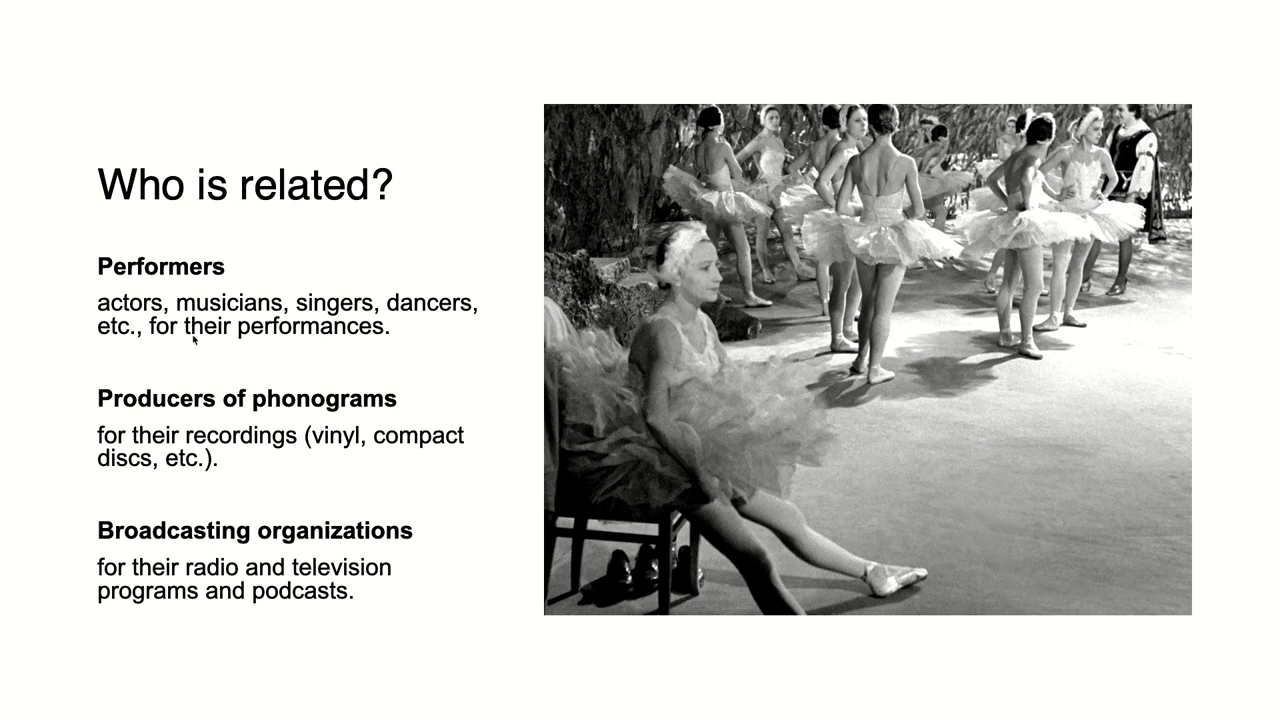 Who is related?
Performers
actors, musicians, singers, dancers,
etc., for their performances.
Producers of phonograms
for their recordings (vinyl, compact
discs, etc.).
Broadcasting organizations
for their radio and television
programs and podcasts.